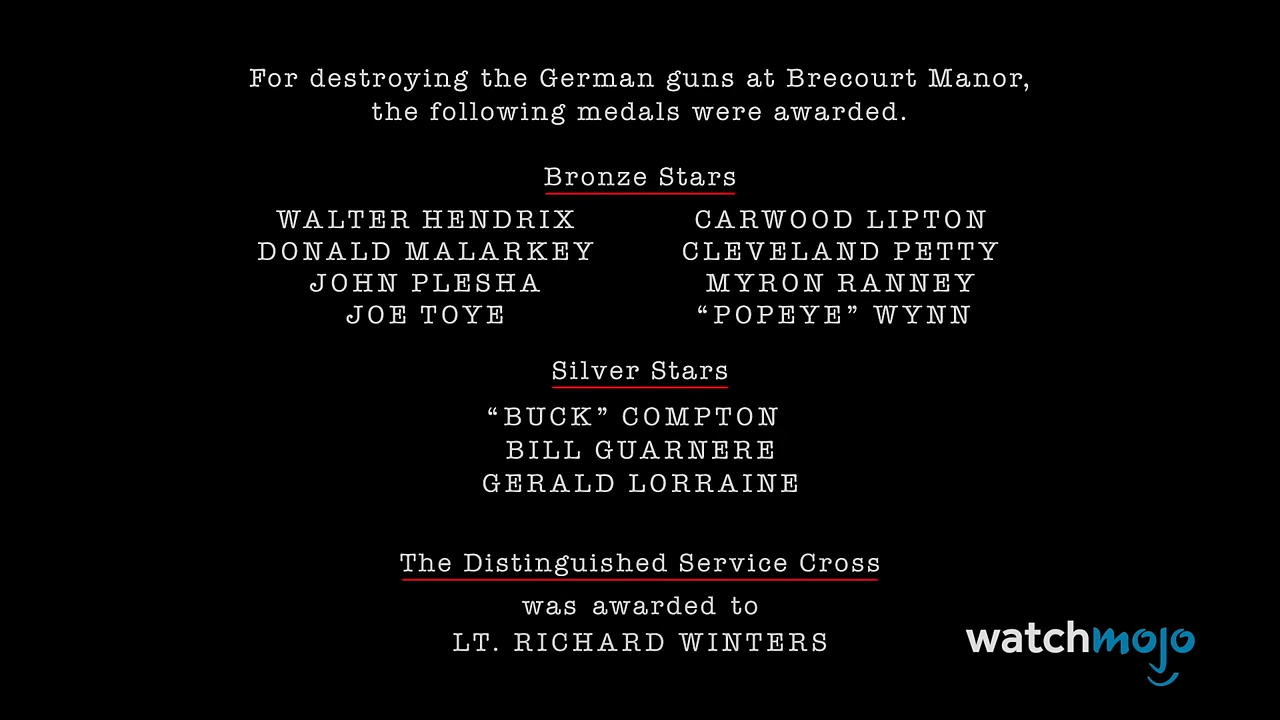 For destroying the German guns at Brecourt Manor,
the following medals were awarded.
Bronze Stars
WALTER HENDRIX
DONALD MALARKEY
JOHN PLESHA
JOE TOYE
CARWOOD LIPTON
CLEVELAND PETTY
MYRON RANNEY
“POPEYE” WYNN
Silver Stars
“BUCK” COMPTON
BILL GUARNERE
GERALD LORRAINE
The Distinguished Service Cross
was awarded to
LT. RICHARD WINTERS
watchmojo